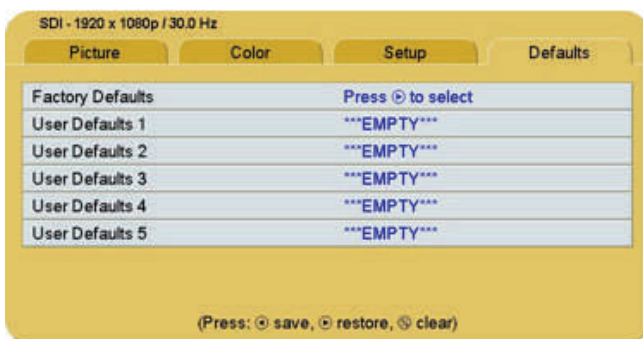 SDI - 1920 x 1080p / 30.0 Hz
Picture Color Setup Defaults
Factory Defaults Press ▶ to select
User Defaults 1 ***EMPTY***
User Defaults 2 ***EMPTY***
User Defaults 3 ***EMPTY***
User Defaults 4 ***EMPTY***
User Defaults 5 ***EMPTY***
(Press: ◀ save, ▶ restore, ⃠ clear)